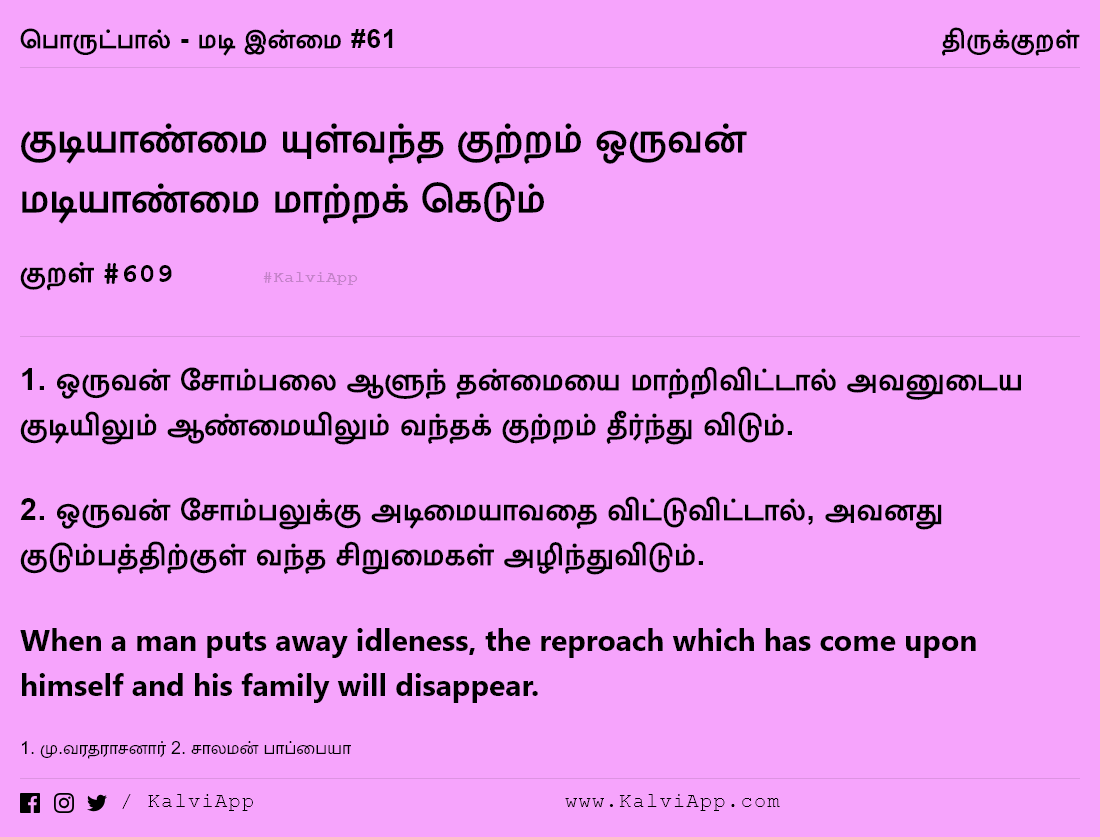 பொருட்பால் - மடி இன்மை #61 திருக்குறள்
குடியாண்மை யுள்வந்த குற்றம் ஒருவன்
மடியாண்மை மாற்றக் கெடும்
குறள் #609 #KalviApp
1. ஒருவன் சோம்பலை ஆளுந் தன்மையை மாற்றிவிட்டால் அவனுடைய
குடியிலும் ஆண்மையிலும் வந்தக் குற்றம் தீர்ந்து விடும்.
2. ஒருவன் சோம்பலுக்கு அடிமையாவதை விட்டுவிட்டால், அவனது
குடும்பத்திற்குள் வந்த சிறுமைகள் அழிந்துவிடும்.
When a man puts away idleness, the reproach which has come upon
himself and his family will disappear.
1. மு.வரதராசனார் 2. சாலமன் பாப்பையா
/ KalviApp www.KalviApp.com